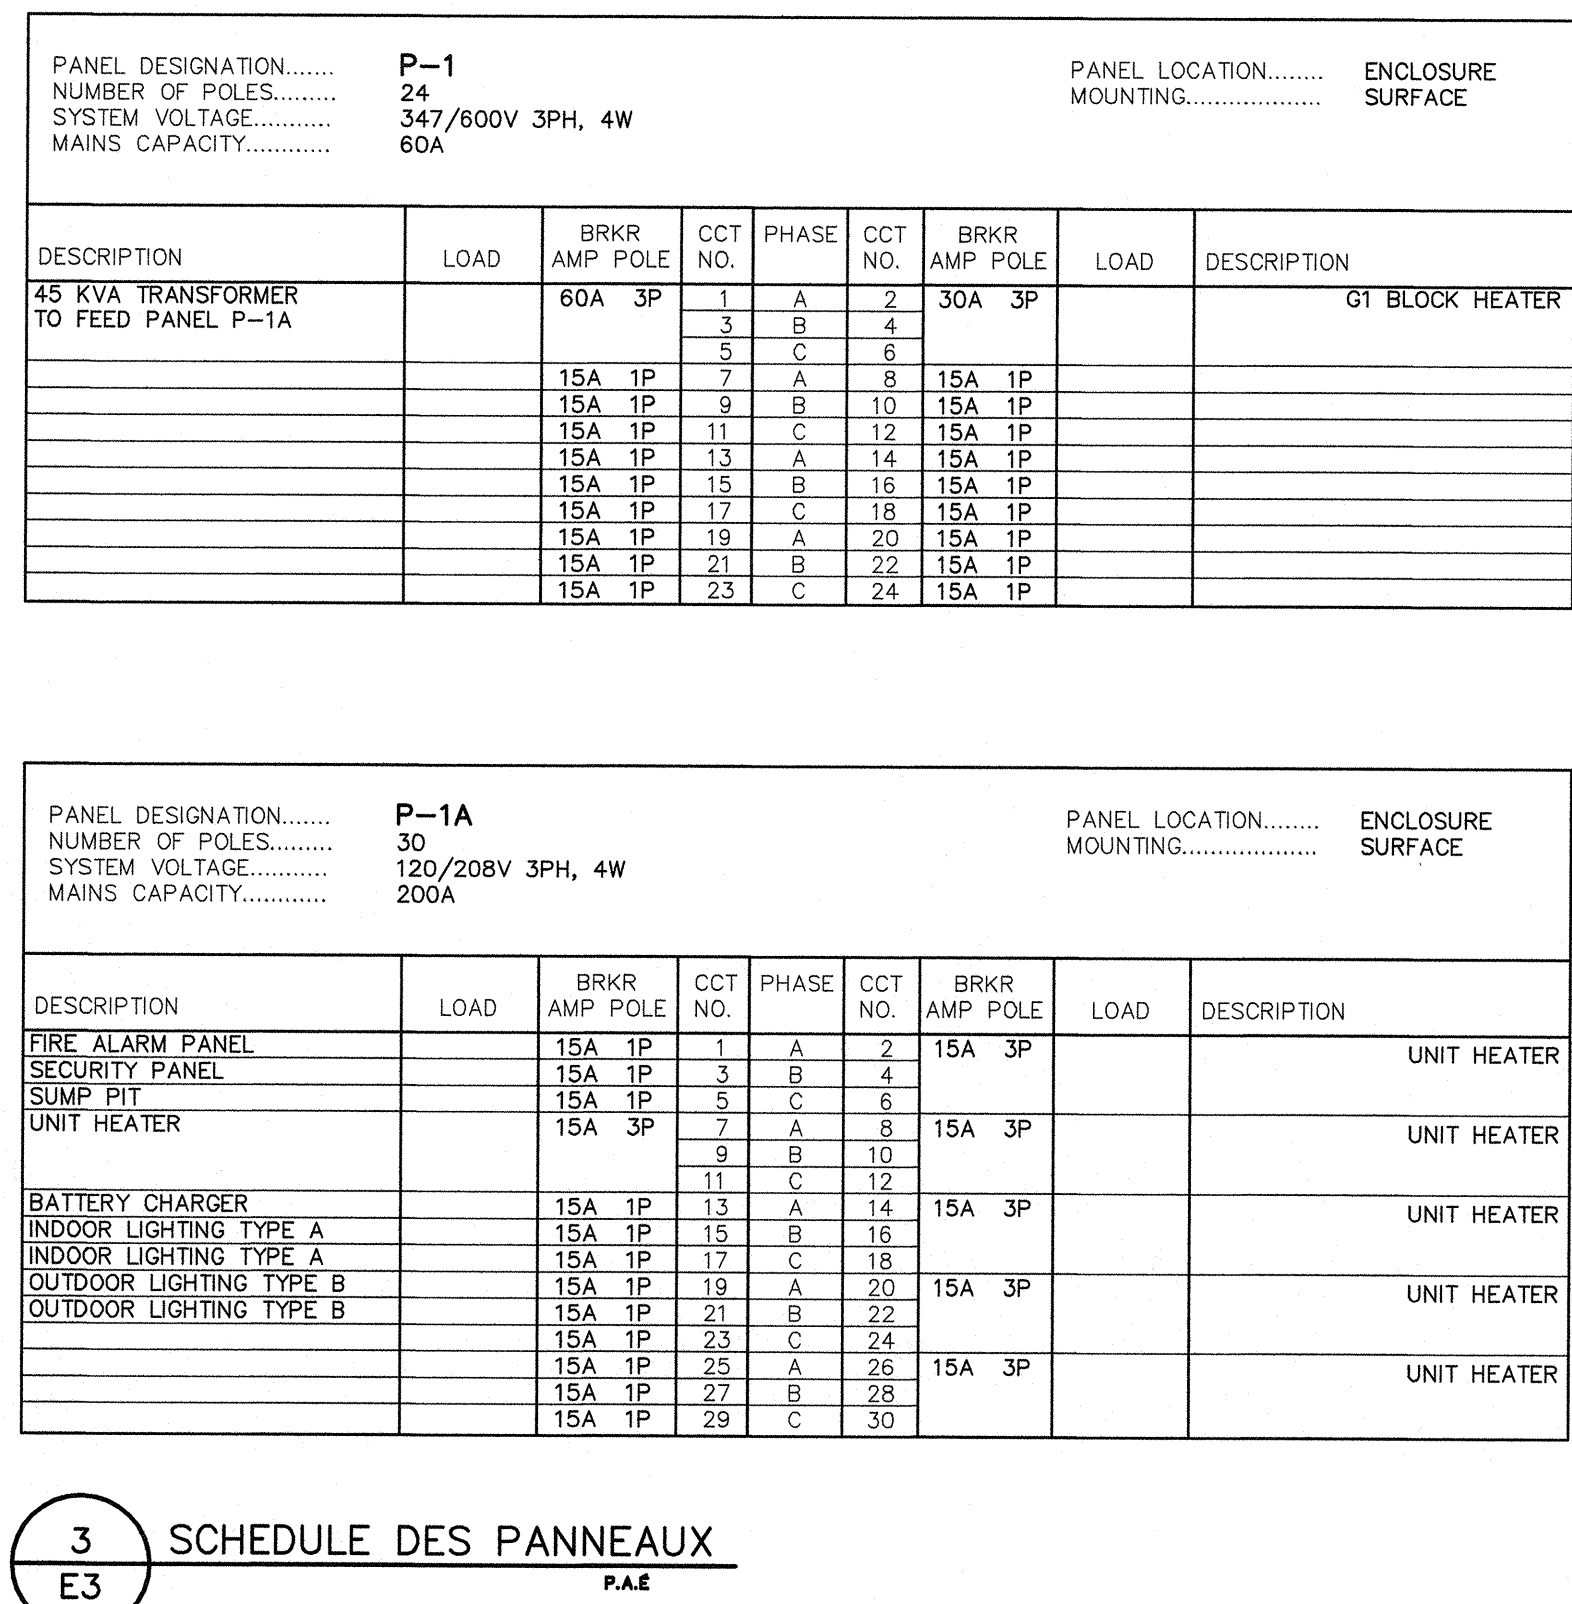 PANEL DESIGNATION....... P-1 PANEL LOCATION........ ENCLOSURE
NUMBER OF POLES......... 24 MOUNTING................... SURFACE
SYSTEM VOLTAGE........... 347/600V 3PH, 4W
MAINS CAPACITY............ 60A
DESCRIPTION LOAD BRKR AMP POLE CCT NO. PHASE CCT NO. BRKR AMP POLE LOAD DESCRIPTION
45 KVA TRANSFORMER 60A 3P 1 A 2 30A 3P G1 BLOCK HEATER
TO FEED PANEL P-1A 3 B 4
5 C 6
15A 1P 7 A 8 15A 1P
15A 1P 9 B 10 15A 1P
15A 1P 11 C 12 15A 1P
15A 1P 13 A 14 15A 1P
15A 1P 15 B 16 15A 1P
15A 1P 17 C 18 15A 1P
15A 1P 19 A 20 15A 1P
15A 1P 21 B 22 15A 1P
15A 1P 23 C 24 15A 1P
PANEL DESIGNATION....... P-1A PANEL LOCATION........ ENCLOSURE
NUMBER OF POLES......... 30 MOUNTING................... SURFACE
SYSTEM VOLTAGE........... 120/208V 3PH, 4W
MAINS CAPACITY............ 200A
DESCRIPTION LOAD BRKR AMP POLE CCT NO. PHASE CCT NO. BRKR AMP POLE LOAD DESCRIPTION
FIRE ALARM PANEL 15A 1P 1 A 2 15A 3P UNIT HEATER
SECURITY PANEL 15A 1P 3 B 4
SUMP PIT 15A 1P 5 C 6
UNIT HEATER 15A 3P 7 A 8 15A 3P UNIT HEATER
9 B 10
11 C 12
BATTERY CHARGER 15A 1P 13 A 14 15A 3P UNIT HEATER
INDOOR LIGHTING TYPE A 15A 1P 15 B 16
INDOOR LIGHTING TYPE A 15A 1P 17 C 18
OUTDOOR LIGHTING TYPE B 15A 1P 19 A 20 15A 3P UNIT HEATER
OUTDOOR LIGHTING TYPE B 15A 1P 21 B 22
15A 1P 23 C 24
15A 1P 25 A 26 15A 3P UNIT HEATER
15A 1P 27 B 28
15A 1P 29 C 30
3 SCHEDULE DES PANNEAUX
E3 P.A.É